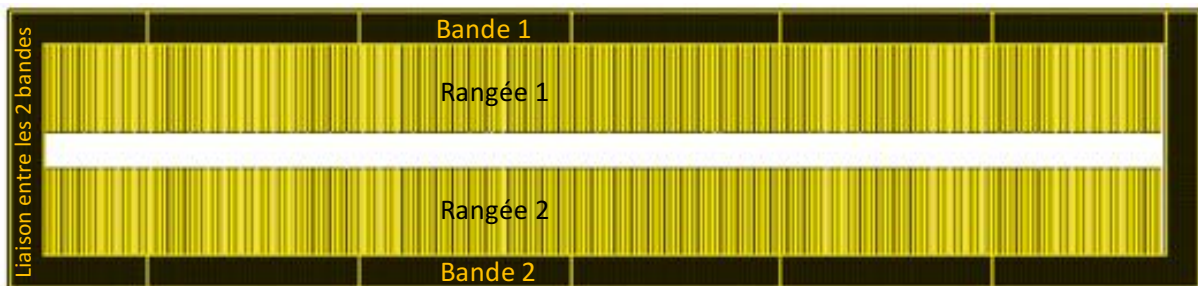 Bande 1
Liaison entre les 2 bandes
Rangée 1
Rangée 2
Bande 2